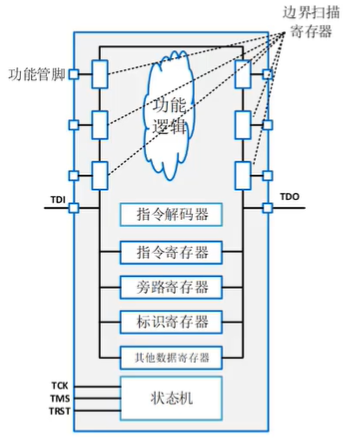 边界扫描
寄存器
功能管脚
功能
逻辑
TDI
TDO
指令解码器
指令寄存器
旁路寄存器
标识寄存器
其他数据寄存器
TCK
TMS
TRST
状态机